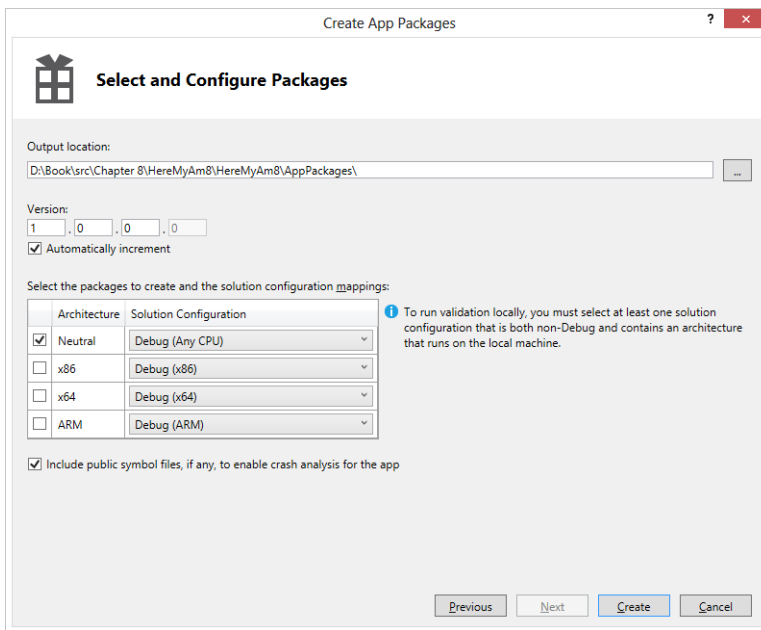 Create App Packages
?
Select and Configure Packages
Output location:
D:\Book\src\Chapter 8\HereMyAm8\HereMyAm8\AppPackages\
...
Version:
1 . 0 . 0 . 0
Automatically increment
Select the packages to create and the solution configuration mappings:
Architecture Solution Configuration
Neutral Debug (Any CPU)
x86 Debug (x86)
x64 Debug (x64)
ARM Debug (ARM)
To run validation locally, you must select at least one solution
configuration that is both non-Debug and contains an architecture
that runs on the local machine.
Include public symbol files, if any, to enable crash analysis for the app
Previous Next Create Cancel